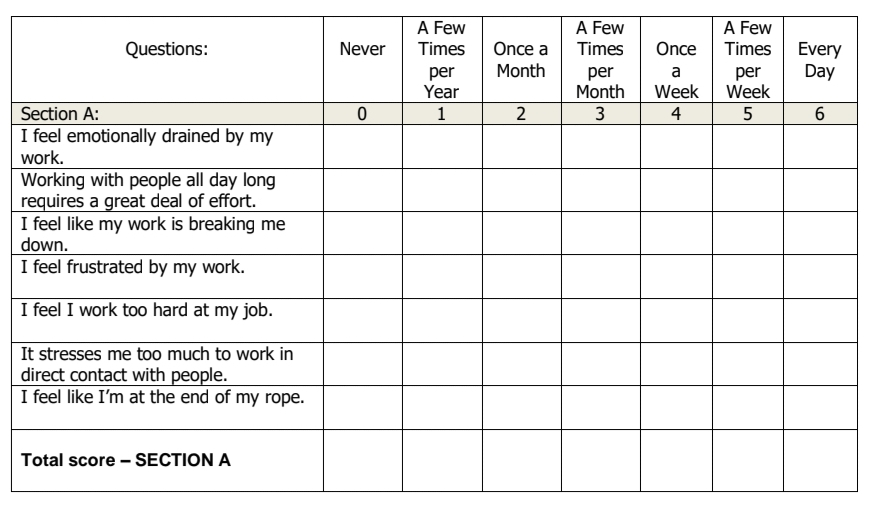 Questions:
Never
A Few
Times
per
Year
Once a
Month
A Few
Times
per
Month
Once
a
Week
A Few
Times
per
Week
Every
Day
Section A: 0 1 2 3 4 5 6
I feel emotionally drained by my
work.
Working with people all day long
requires a great deal of effort.
I feel like my work is breaking me
down.
I feel frustrated by my work.
I feel I work too hard at my job.
It stresses me too much to work in
direct contact with people.
I feel like I’m at the end of my rope.
Total score – SECTION A